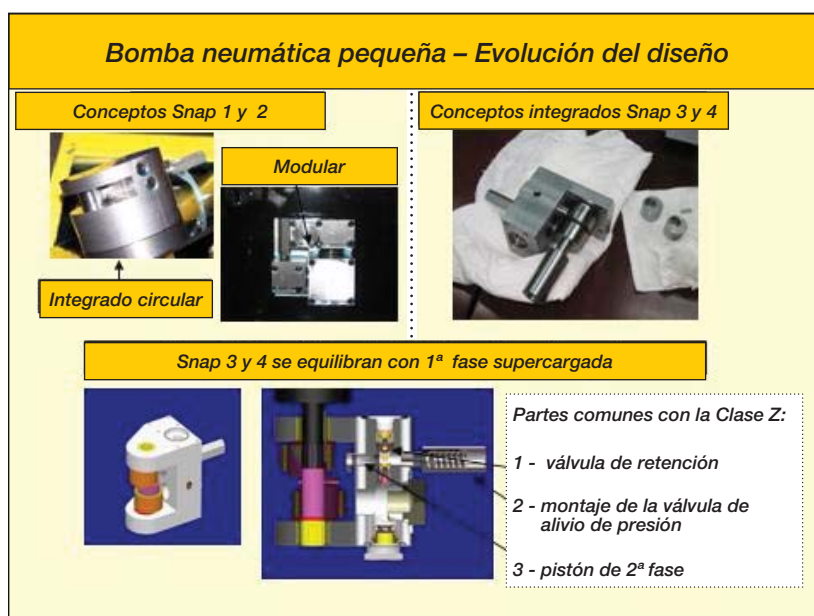 Bomba neumática pequeña – Evolución del diseño
Conceptos Snap 1 y 2
Conceptos integrados Snap 3 y 4
Modular
Integrado circular
Snap 3 y 4 se equilibran con 1ª fase supercargada
Partes comunes con la Clase Z:
1 - válvula de retención
2 - montaje de la válvula de
alivio de presión
3 - pistón de 2ª fase